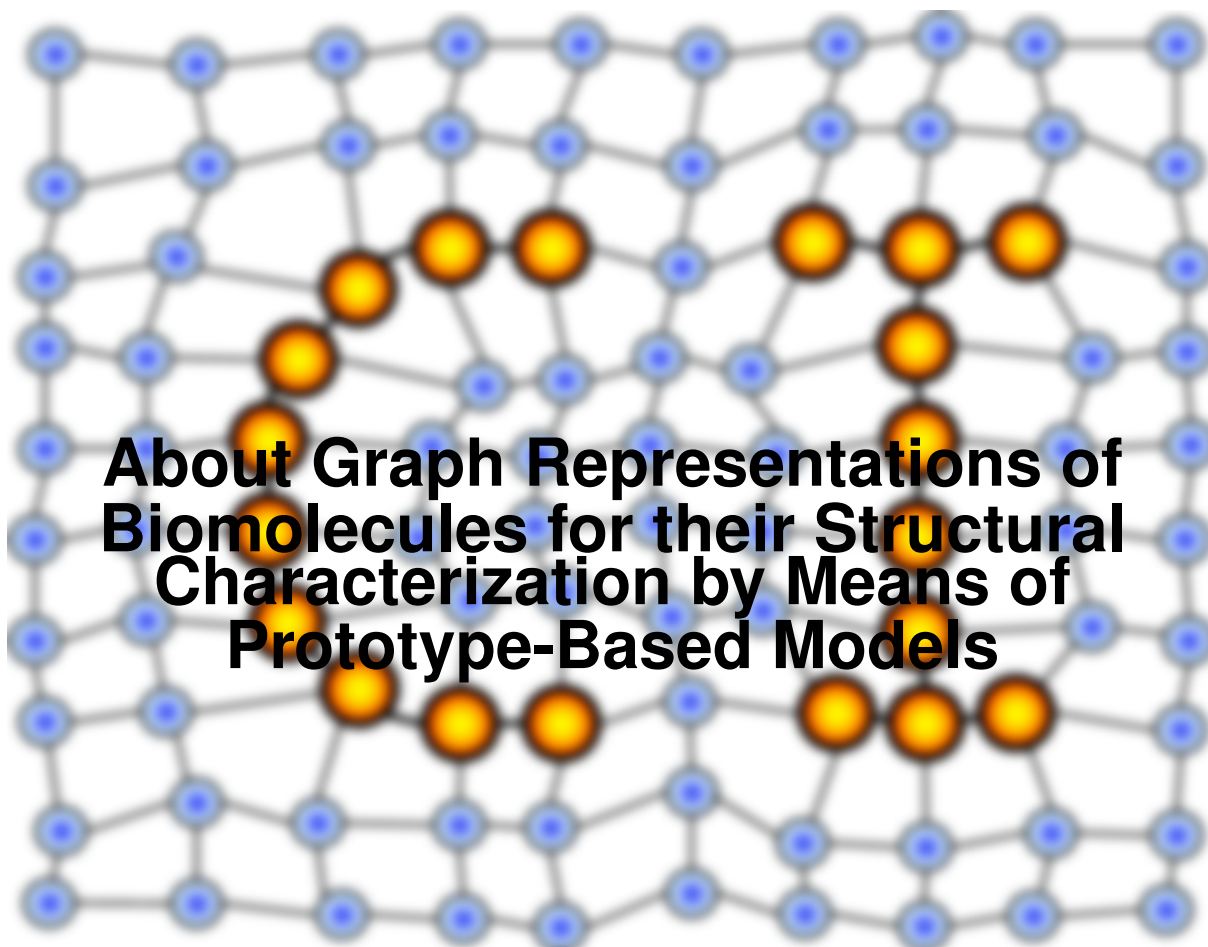 About Graph Representations of
Biomolecules for their Structural
Characterization by Means of
Prototype-Based Models